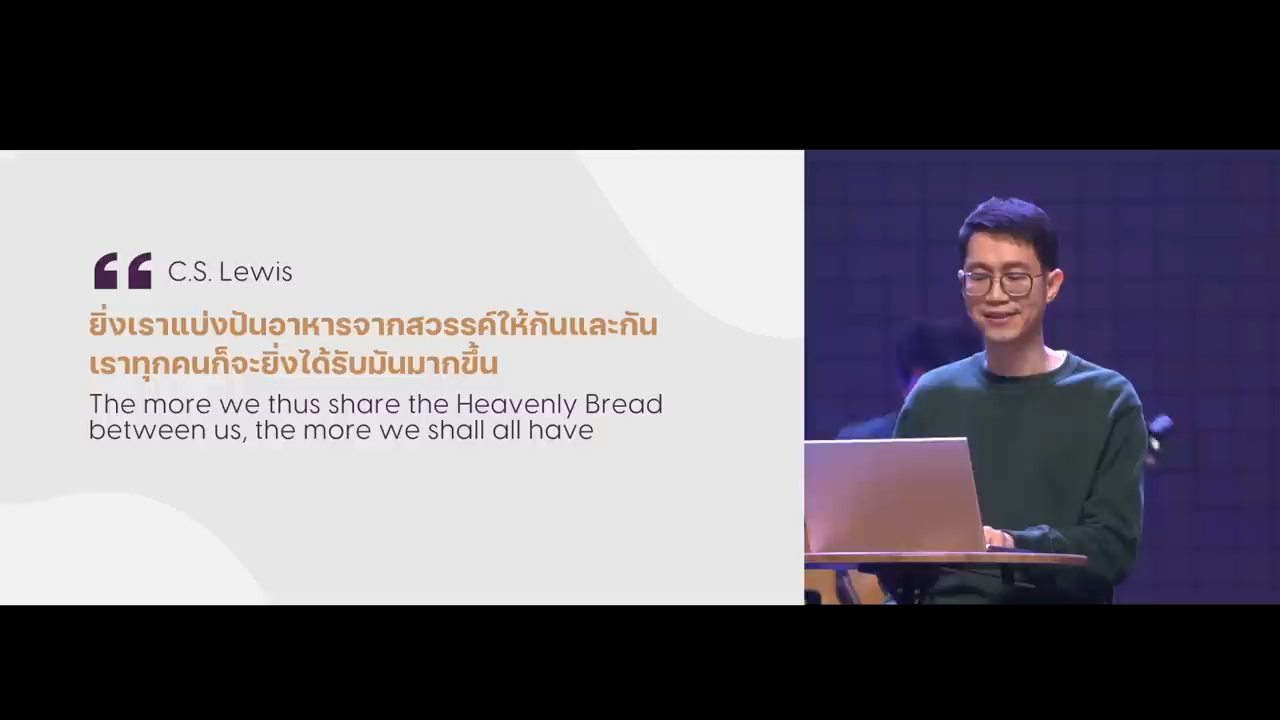 C.S. Lewis
ยิ่งเราแบ่งปันอาหารจากสวรรค์ให้กันและกัน
เราทุกคนก็จะยิ่งได้รับมันมากขึ้น
The more we thus share the Heavenly Bread
between us, the more we shall all have